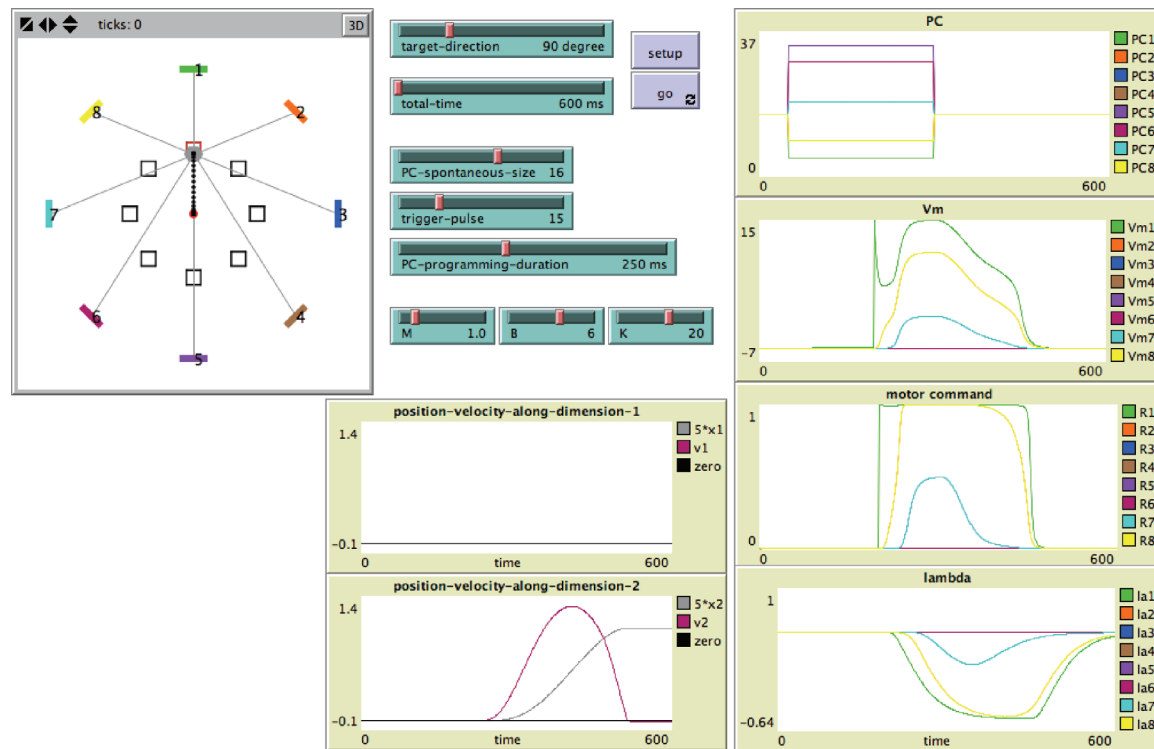 ticks: 0
3D
1
8
2
7
3
6
4
5
target-direction 90 degree
total-time 600 ms
setup
go
PC-spontaneous-size 16
trigger-pulse 15
PC-programming-duration 250 ms
M 1.0
B 6
K 20
PC
37
0
0
600
PC1
PC2
PC3
PC4
PC5
PC6
PC7
PC8
Vm
15
-7
0
600
Vm1
Vm2
Vm3
Vm4
Vm5
Vm6
Vm7
Vm8
position-velocity-along-dimension-1
1.4
-0.1
0
time
600
5*x1
v1
zero
motor command
1
0
0
600
R1
R2
R3
R4
R5
R6
R7
R8
position-velocity-along-dimension-2
1.4
-0.1
0
time
600
5*x2
v2
zero
lambda
1
-0.64
0
time
600
la1
la2
la3
la4
la5
la6
la7
la8